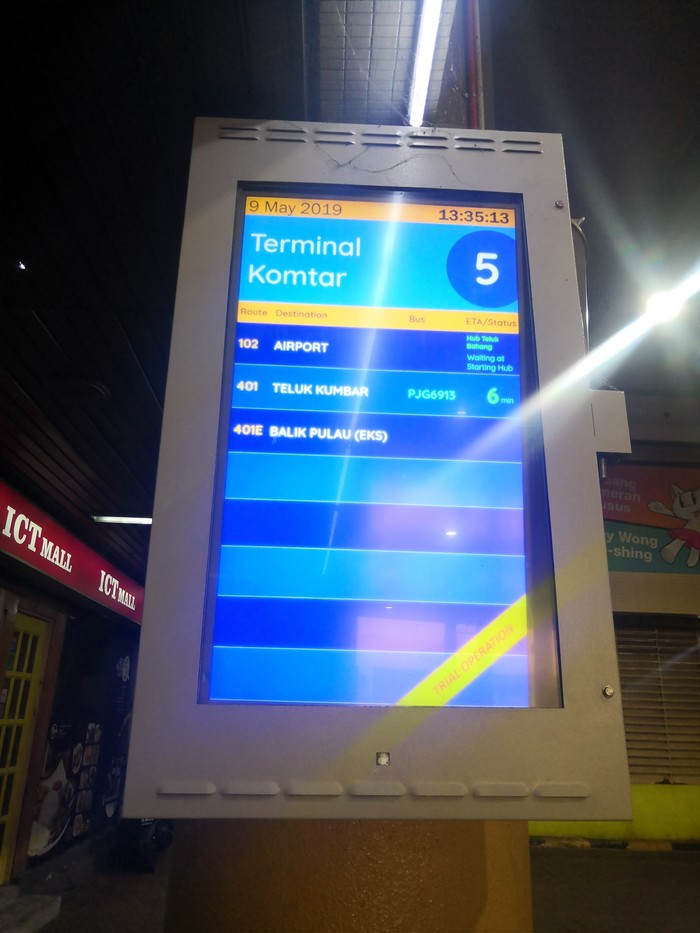 9 May 2019 13:35:13
Terminal
Komtar
5
Route Destination Bus ETA/Status
102 AIRPORT
Hub Teluk
Bahang
Waiting at
Starting Hub
401 TELUK KUMBAR PJG6913 6 min
401E BALIK PULAU (EKS)
TRIAL OPERATION
ICT MALL
ICT MALL
y Wong
-shing